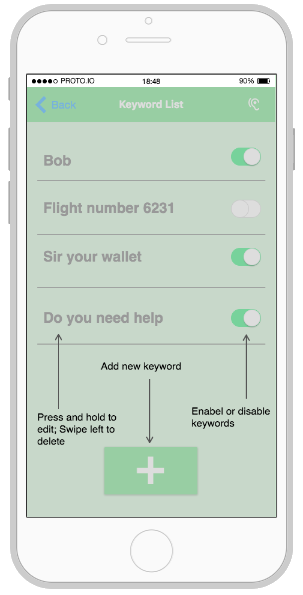 PROTO.IO 18:48 90%
Back Keyword List
Bob
Flight number 6231
Sir your wallet
Do you need help
Add new keyword
Press and hold to
edit; Swipe left to
delete
Enabel or disable
keywords